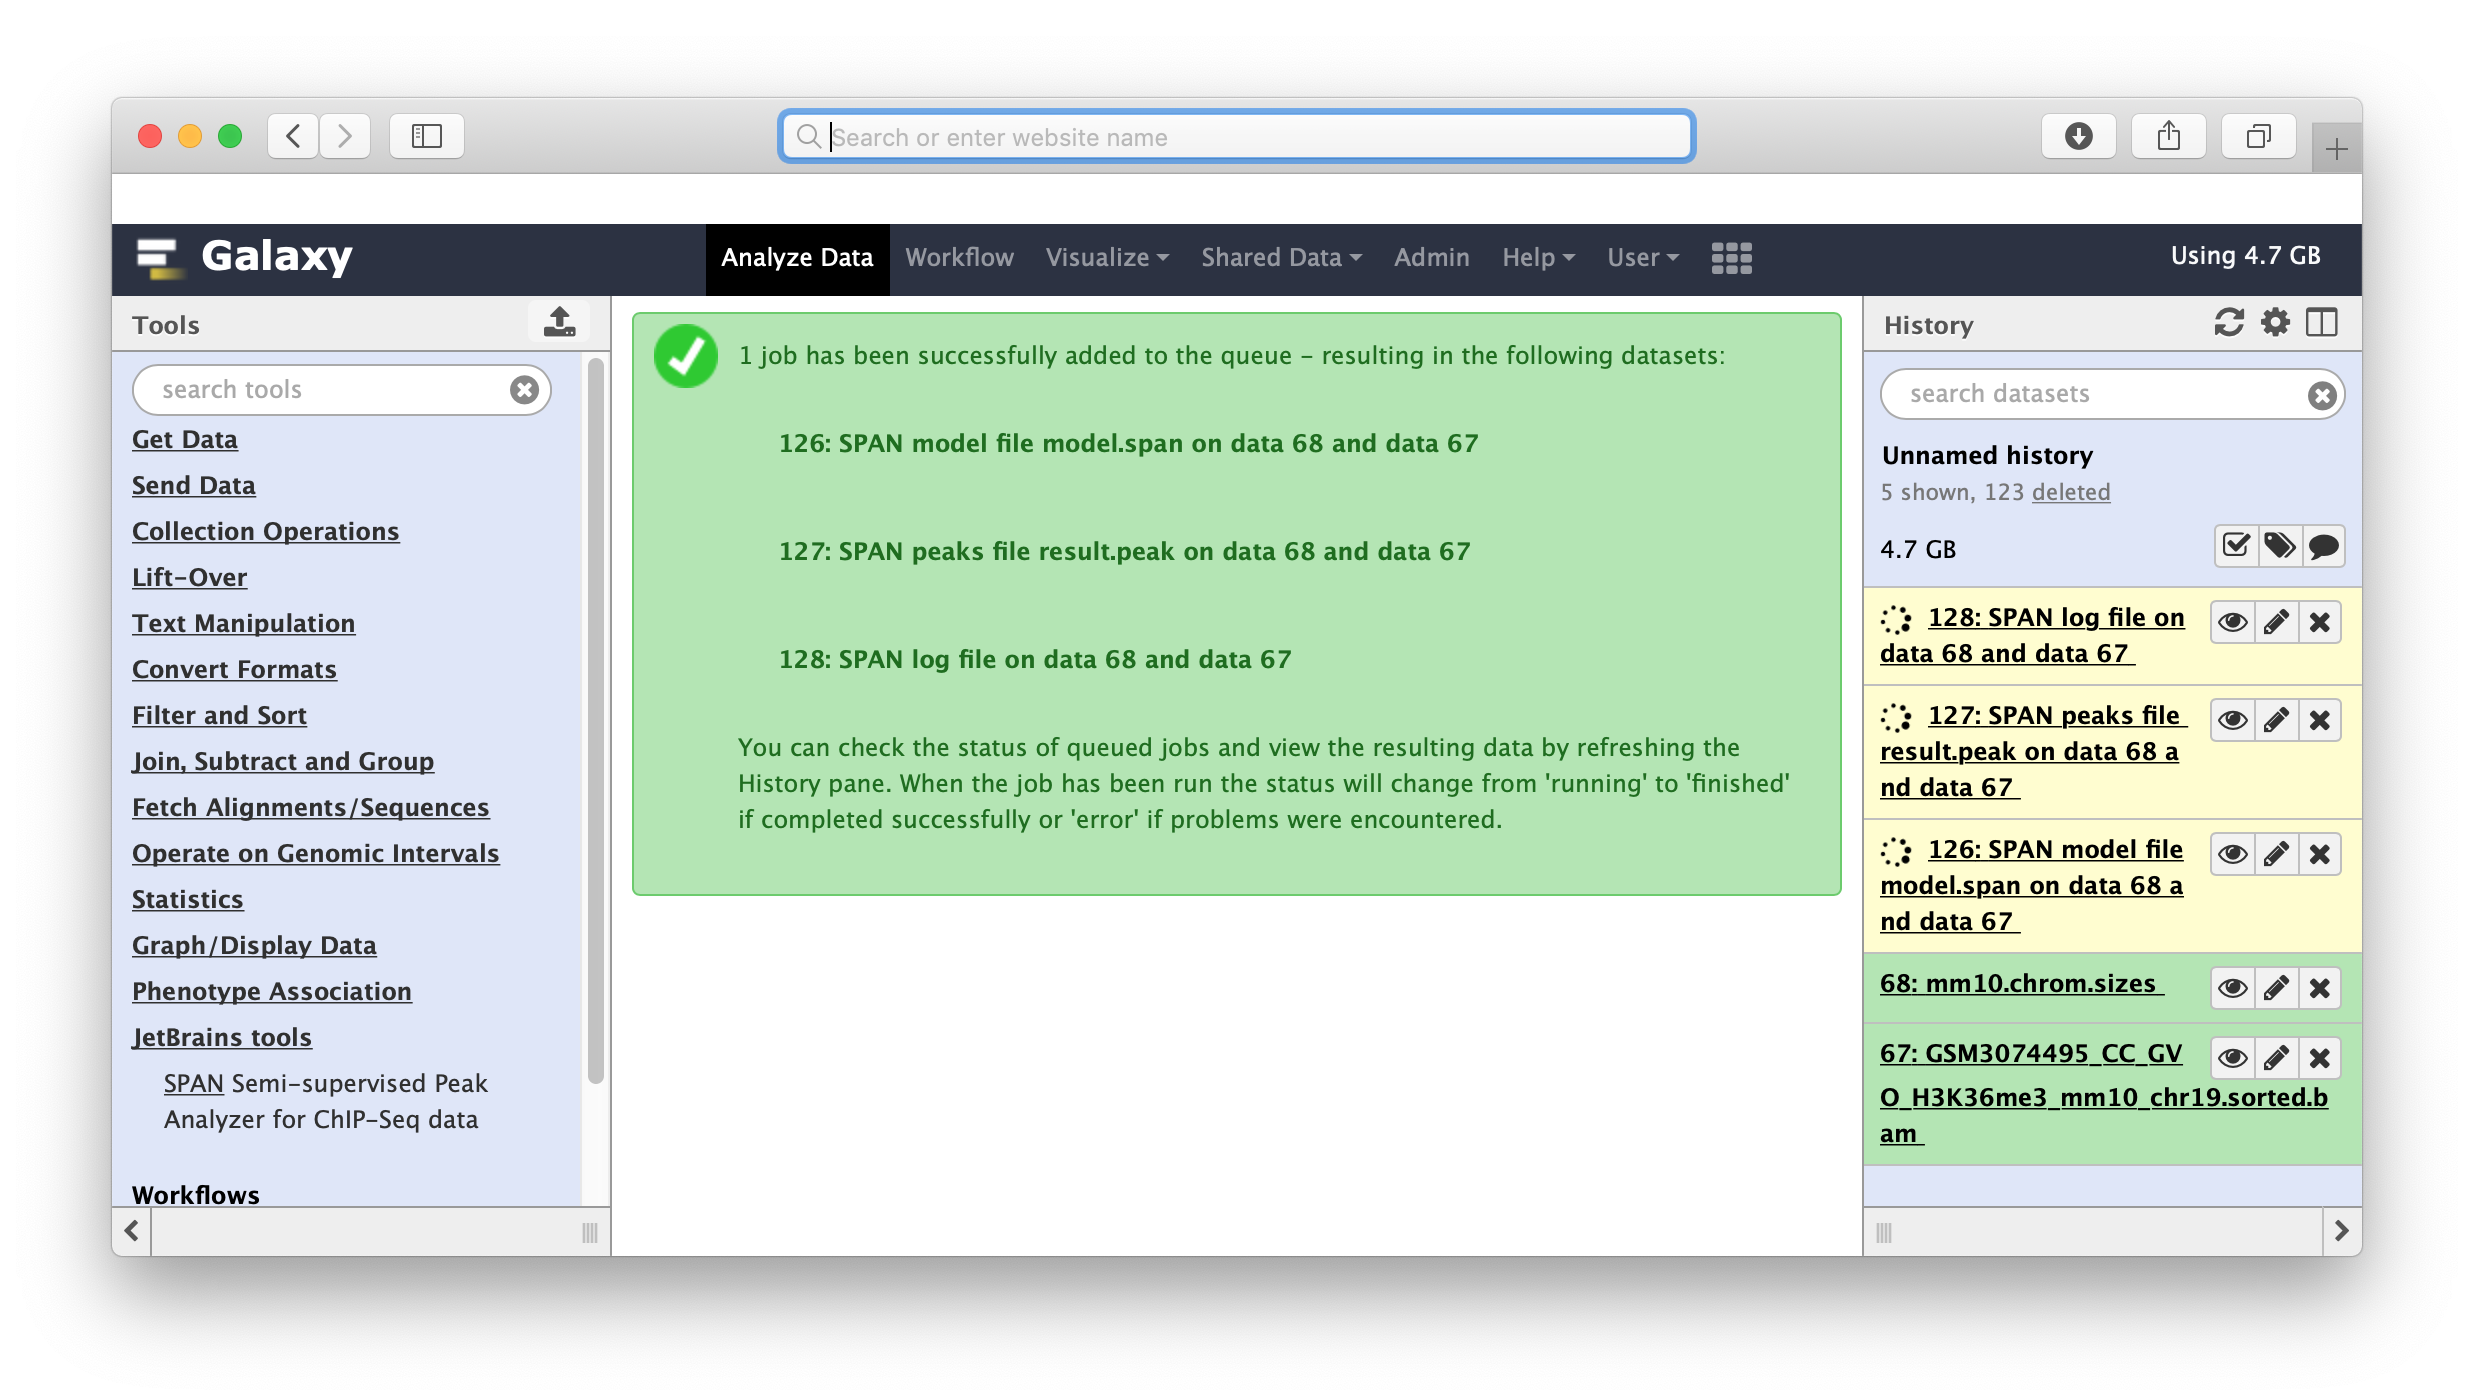 Search or enter website name
Galaxy
Analyze Data Workflow Visualize Shared Data Admin Help User
Using 4.7 GB
Tools
search tools
Get Data
Send Data
Collection Operations
Lift-Over
Text Manipulation
Convert Formats
Filter and Sort
Join, Subtract and Group
Fetch Alignments/Sequences
Operate on Genomic Intervals
Statistics
Graph/Display Data
Phenotype Association
JetBrains tools
SPAN Semi-supervised Peak
Analyzer for ChIP-Seq data
Workflows
1 job has been successfully added to the queue - resulting in the following datasets:
126: SPAN model file model.span on data 68 and data 67
127: SPAN peaks file result.peak on data 68 and data 67
128: SPAN log file on data 68 and data 67
You can check the status of queued jobs and view the resulting data by refreshing the
History pane. When the job has been run the status will change from 'running' to 'finished'
if completed successfully or 'error' if problems were encountered.
History
search datasets
Unnamed history
5 shown, 123 deleted
4.7 GB
128: SPAN log file on
data 68 and data 67
127: SPAN peaks file
result.peak on data 68 a
nd data 67
126: SPAN model file
model.span on data 68 a
nd data 67
68: mm10.chrom.sizes
67: GSM3074495_CC_GV
O_H3K36me3_mm10_chr19.sorted.b
am